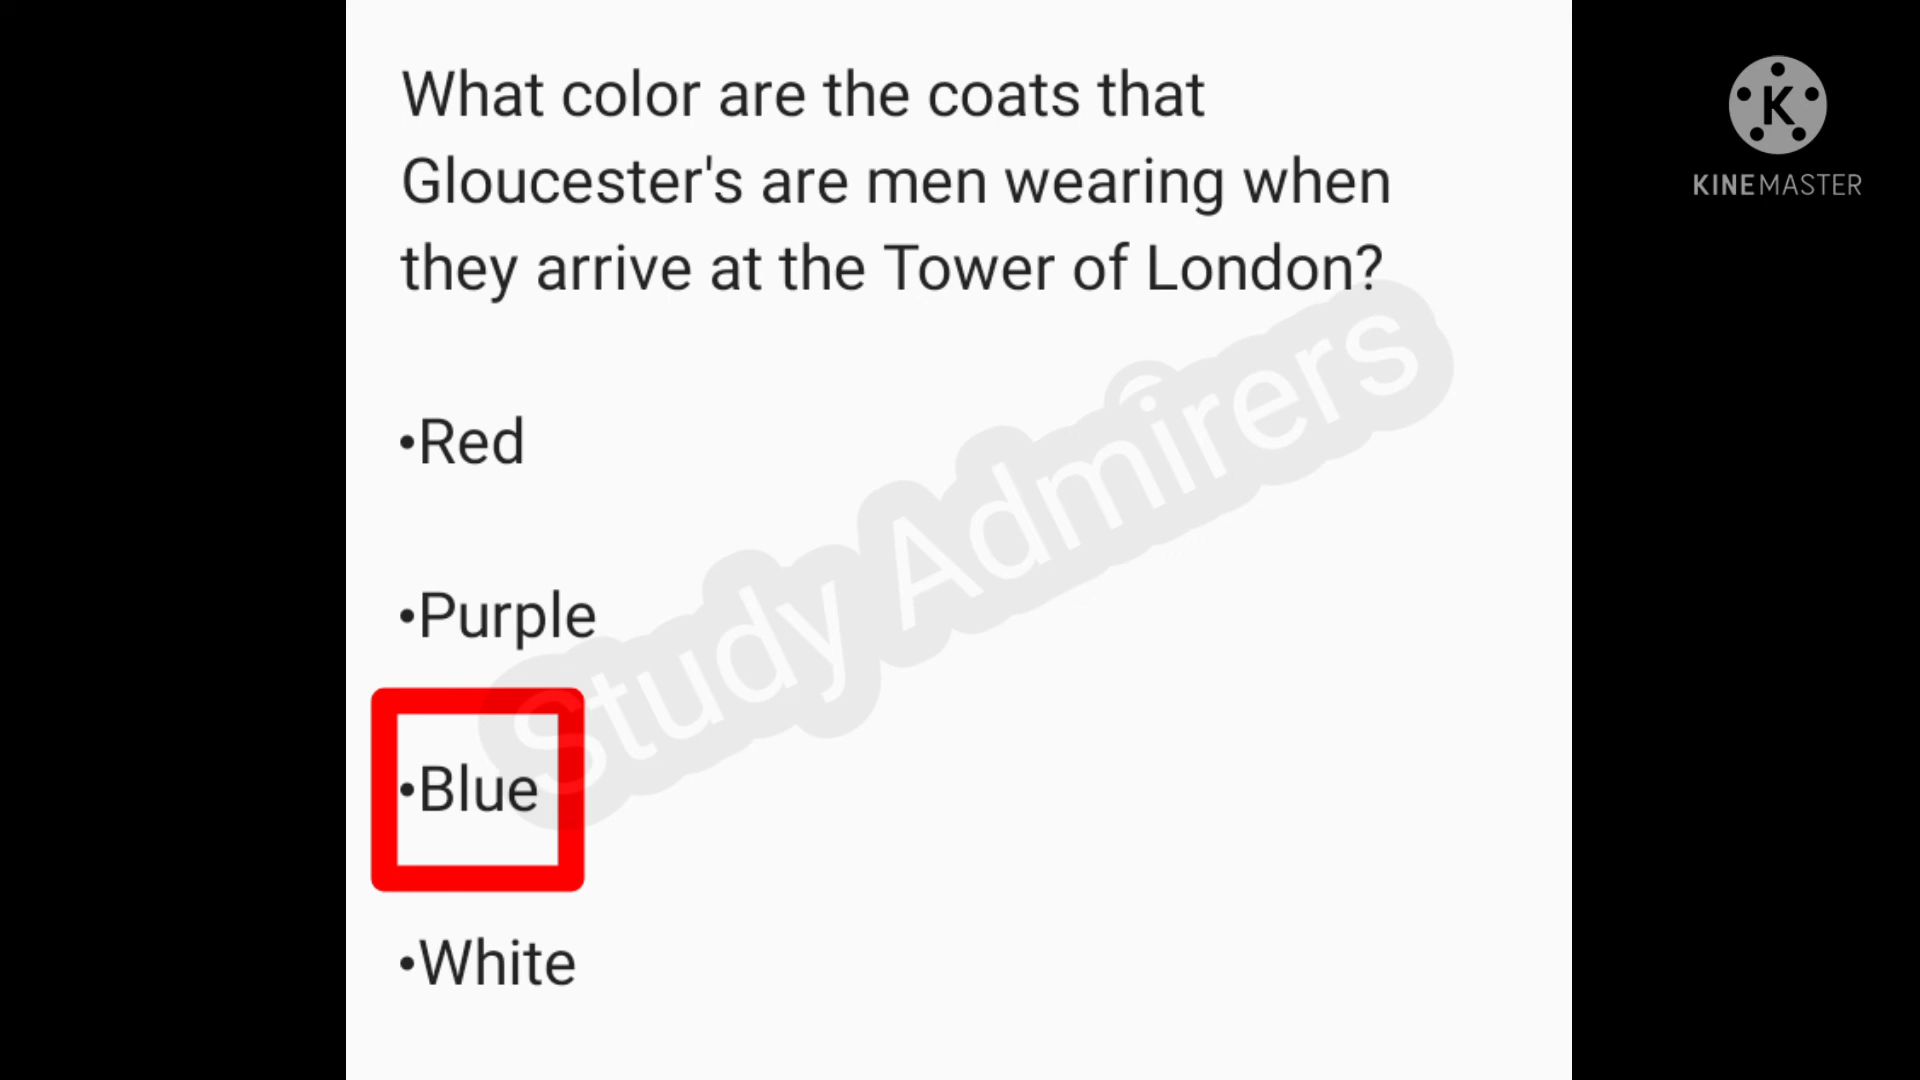 What color are the coats that
Gloucester's are men wearing when
they arrive at the Tower of London?
•Red
•Purple
•Blue
•White
Study Admirers
K
KINEMASTER